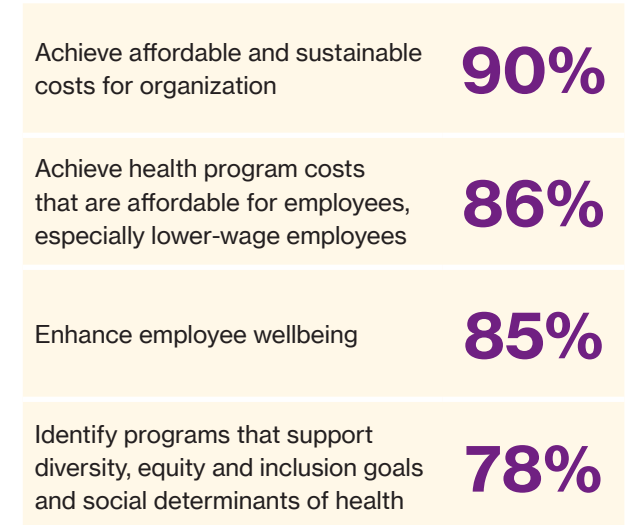 Achieve affordable and sustainable
costs for organization
90%
Achieve health program costs
that are affordable for employees,
especially lower-wage employees
86%
Enhance employee wellbeing
85%
Identify programs that support
diversity, equity and inclusion goals
and social determinants of health
78%